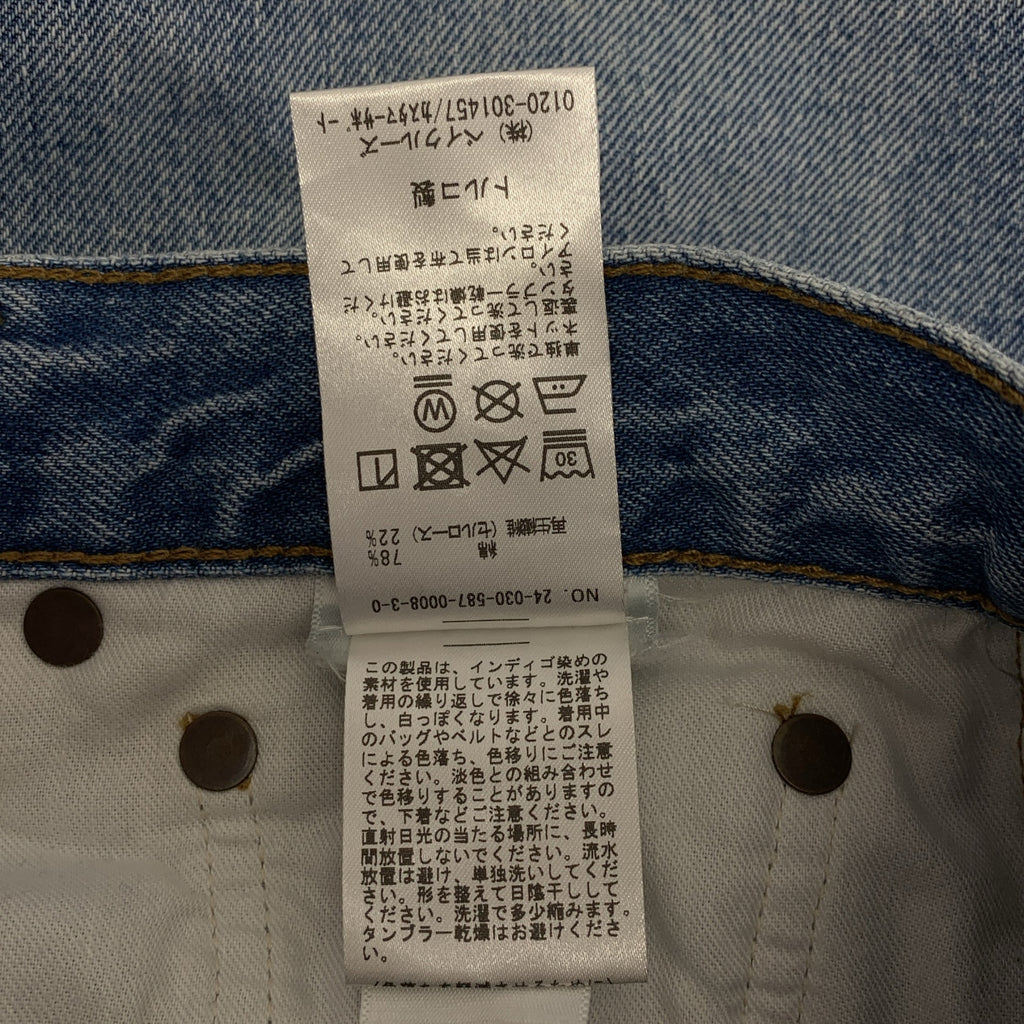 NO. 24-030-587-0008-3-0
綿 78%
再生繊維 (セルロース) 22%
30
W
単独で洗ってください。
ネットを使用してください。
裏返して洗ってください。
タンブラー乾燥はお避けくだ
さい。
アイロンは当て布を使用して
ください。
トルコ製
(株) ベイクルーズ
0120-301457/カスタマーサポート
この製品は、インディゴ染めの
素材を使用しています。洗濯や
着用の繰り返しで徐々に色落ち
し、白っぽくなります。着用中
のバッグやベルトなどとのスレ
による色落ち、色移りにご注意
ください。淡色との組み合わせ
で色移りすることがありますの
で、下着などご注意ください。
直射日光の当たる場所に、長時
間放置しないでください。流水
放置は避け、単独洗いしてくだ
さい。形を整えて日陰干しして
ください。洗濯で多少縮みます。
タンブラー乾燥はお避けくださ
い。